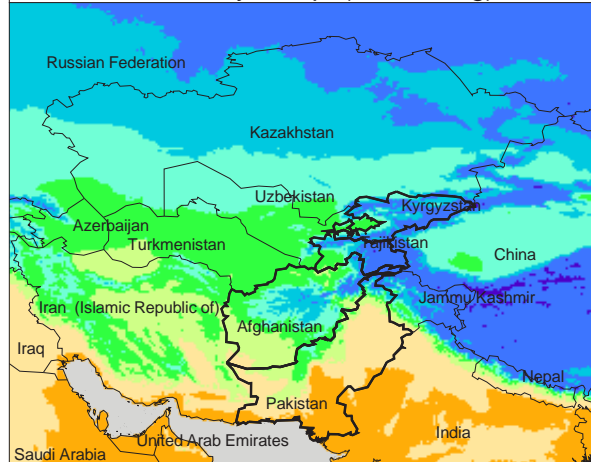 Russian Federation
Kazakhstan
Uzbekistan
Kyrgyzstan
Azerbaijan
Turkmenistan
Tajikistan
China
Iran (Islamic Republic of)
Jammu/Kashmir
Afghanistan
Iraq
Nepal
Pakistan
India
United Arab Emirates
Saudi Arabia